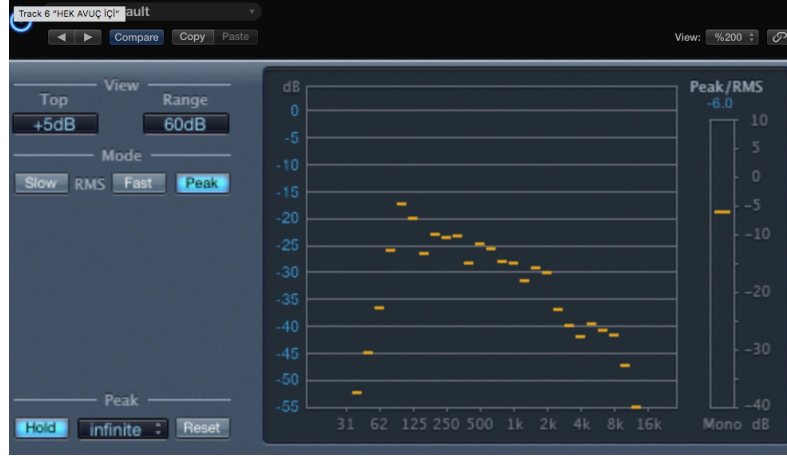 Track 6 "HEK AVUÇ İÇİ"
ault
Compare
Copy
Paste
View: %200
View
Top
Range
+5dB
60dB
Mode
Slow
RMS
Fast
Peak
Peak
Hold
infinite
Reset
dB
0
-5
-10
-15
-20
-25
-30
-35
-40
-45
-50
-55
31 62 125 250 500 1k 2k 4k 8k 16k
Peak/RMS
-6.0
10
5
0
-5
-10
-20
-30
-40
Mono dB